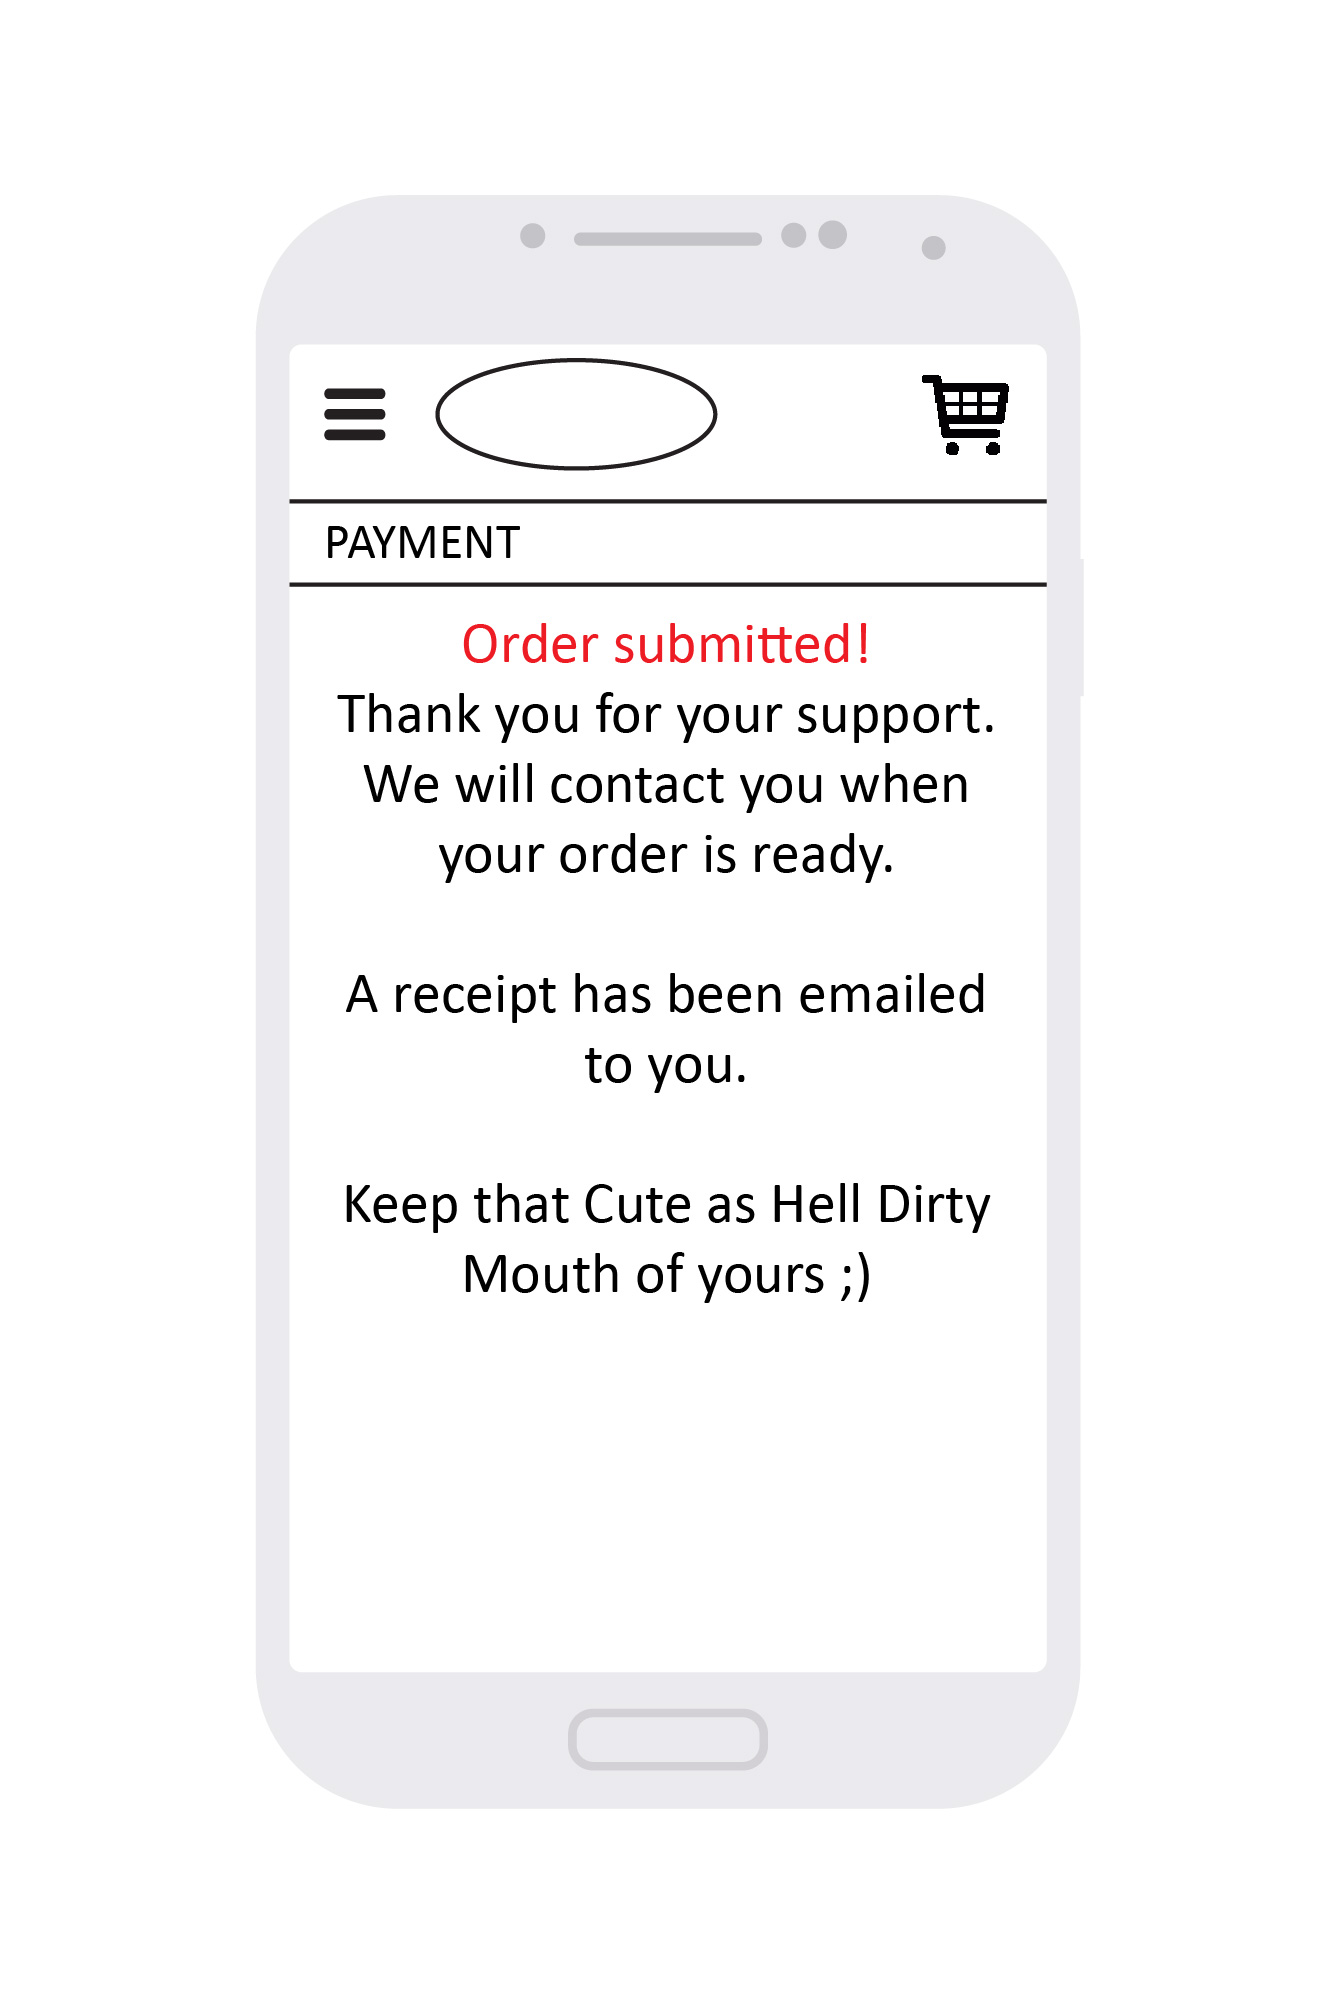 PAYMENT
Order submitted!
Thank you for your support.
We will contact you when
your order is ready.
A receipt has been emailed
to you.
Keep that Cute as Hell Dirty
Mouth of yours ;)